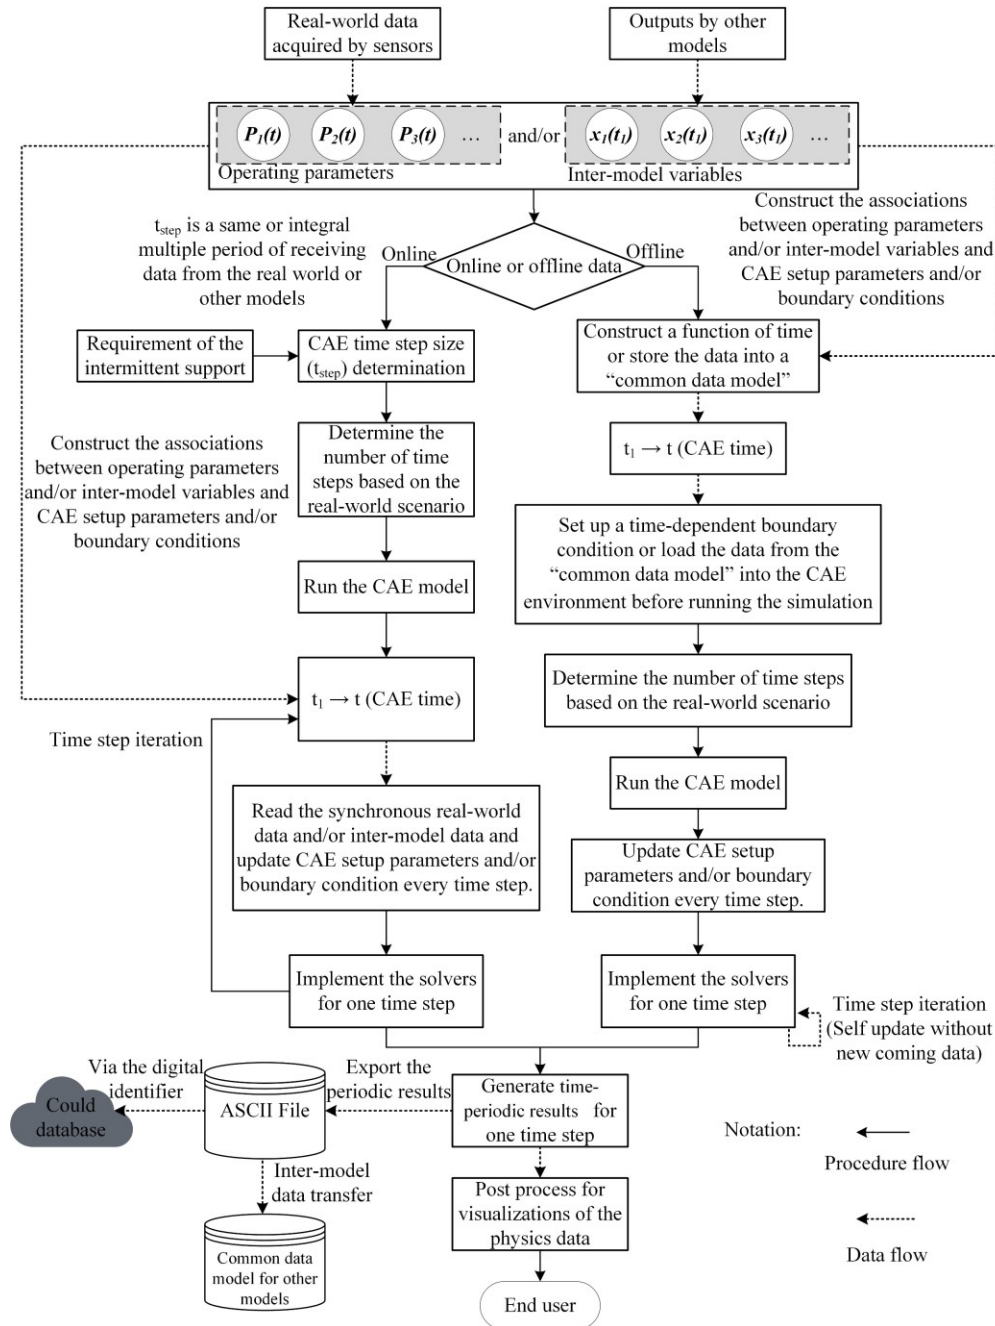 Real-world data
acquired by sensors
Outputs by other
models
P1(t)
P2(t)
P3(t)
...
and/or
x1(t1)
x2(t1)
x3(t1)
...
Operating parameters
Inter-model variables
tstep is a same or integral
multiple period of receiving
data from the real world or
other models
Online
Online or offline data
Offline
Construct the associations
between operating parameters
and/or inter-model variables and
CAE setup parameters and/or
boundary conditions
Requirement of the
intermittent support
CAE time step size
(tstep) determination
Construct a function of time
or store the data into a
“common data model”
Construct the associations
between operating parameters
and/or inter-model variables and
CAE setup parameters and/or
boundary conditions
Determine the
number of time
steps based on the
real-world scenario
t1 → t (CAE time)
Set up a time-dependent boundary
condition or load the data from the
“common data model” into the CAE
environment before running the simulation
Run the CAE model
Determine the number of time steps
based on the real-world scenario
t1 → t (CAE time)
Time step iteration
Run the CAE model
Read the synchronous real-world
data and/or inter-model data and
update CAE setup parameters and/or
boundary condition every time step.
Update CAE setup
parameters and/or boundary
condition every time step.
Implement the solvers
for one time step
Implement the solvers
for one time step
Time step iteration
(Self update without
new coming data)
Via the digital
identifier
Could
database
ASCII File
Export the
periodic results
Generate time-
periodic results for
one time step
Notation:
Procedure flow
Inter-model
data transfer
Post process for
visualizations of the
physics data
Data flow
Common data
model for other
models
End user